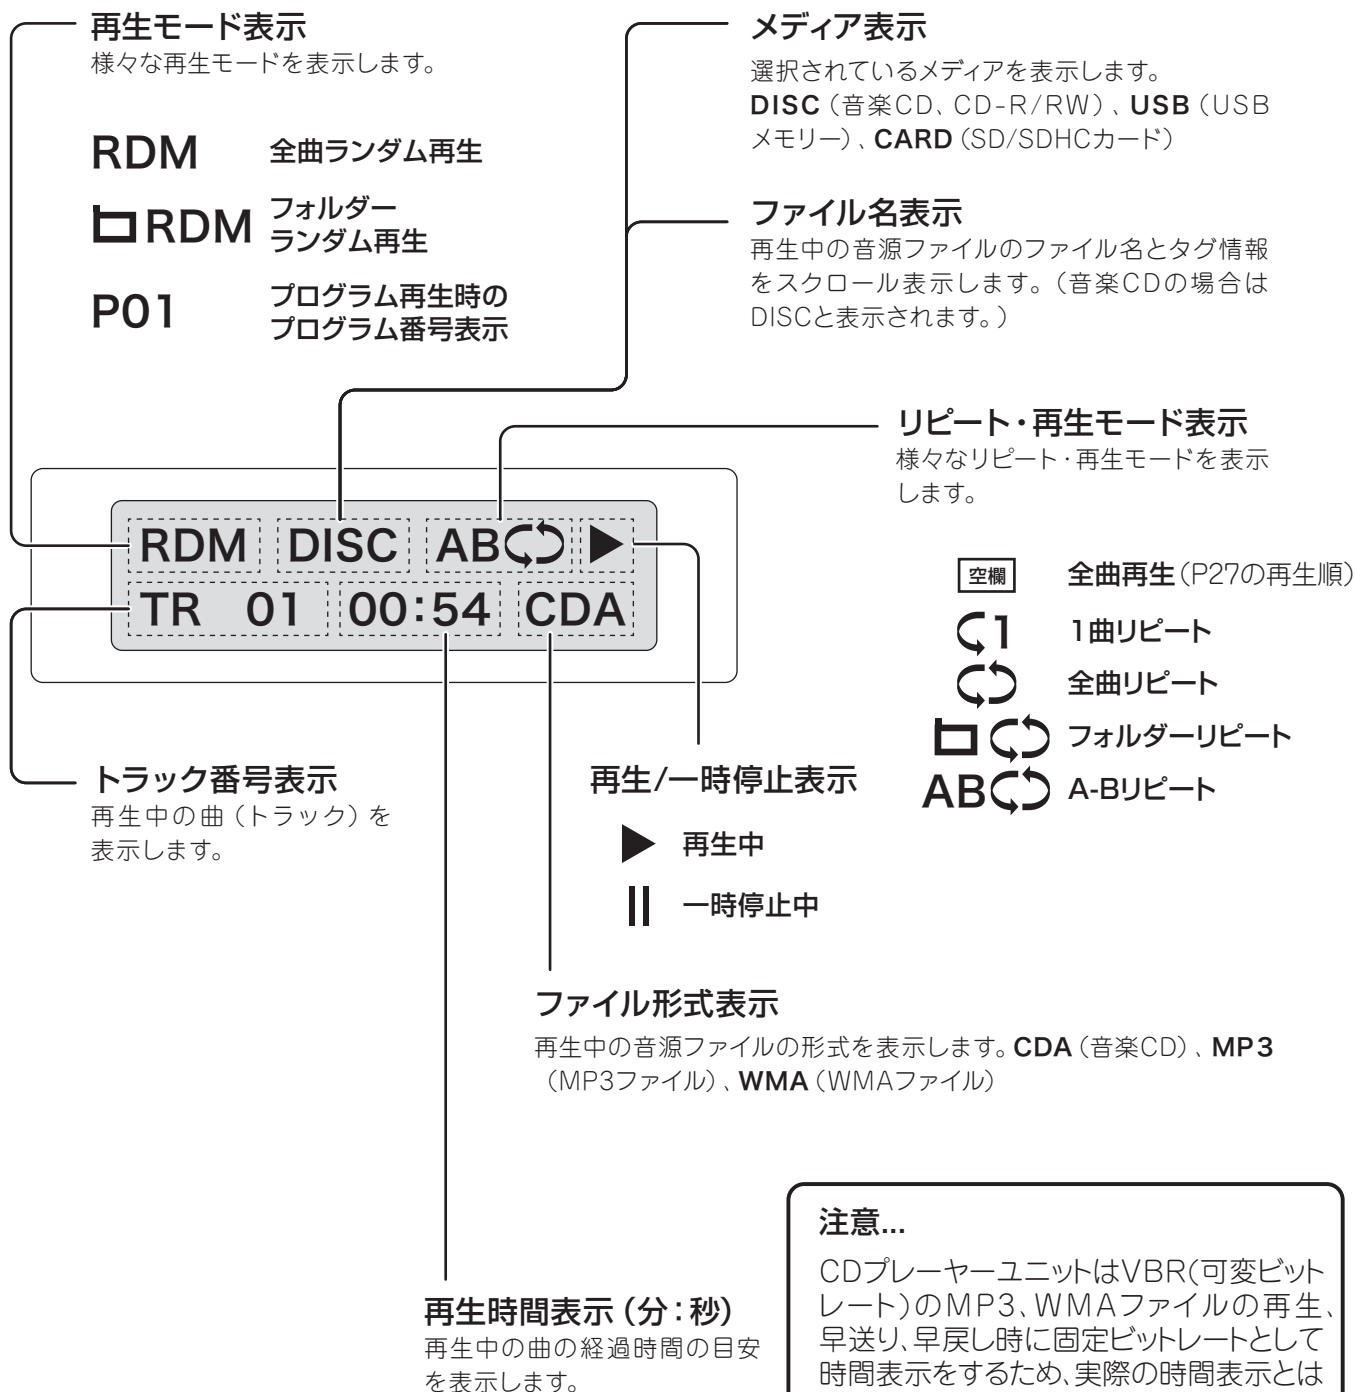 再生モード表示
様々な再生モードを表示します。
RDM 全曲ランダム再生
RDM フォルダー
ランダム再生
P01 プログラム再生時の
プログラム番号表示
メディア表示
選択されているメディアを表示します。
DISC（音楽CD、CD-R/RW）、USB（USB
メモリー）、CARD（SD/SDHCカード）
ファイル名表示
再生中の音源ファイルのファイル名とタグ情報
をスクロール表示します。（音楽CDの場合は
DISCと表示されます。）
リピート・再生モード表示
様々なリピート・再生モードを表示
します。
RDM DISC AB
TR 01 00:54 CDA
空欄 全曲再生（P27の再生順）
1 1曲リピート
全曲リピート
フォルダーリピート
AB A-Bリピート
トラック番号表示
再生中の曲（トラック）を
表示します。
再生/一時停止表示
▶ 再生中
一時停止中
ファイル形式表示
再生中の音源ファイルの形式を表示します。CDA（音楽CD）、MP3
（MP3ファイル）、WMA（WMAファイル）
再生時間表示（分：秒）
再生中の曲の経過時間の目安
を表示します。
注意...
CDプレーヤーユニットはVBR(可変ビット
レート)のMP3、WMAファイルの再生、
早送り、早戻し時に固定ビットレートとして
時間表示をするため、実際の時間表示とは